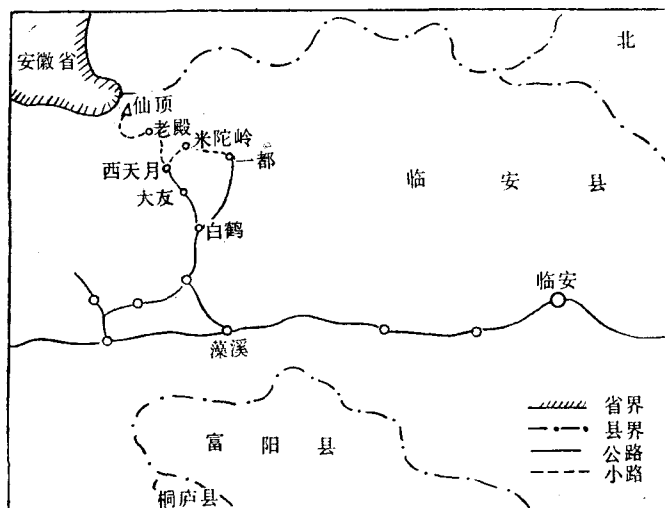 北
安徽省
仙顶
老殿
米陀岭
一都
西天月
大友
白鹤
临安县
临安
藻溪
富阳县
桐庐县
省界
县界
公路
小路